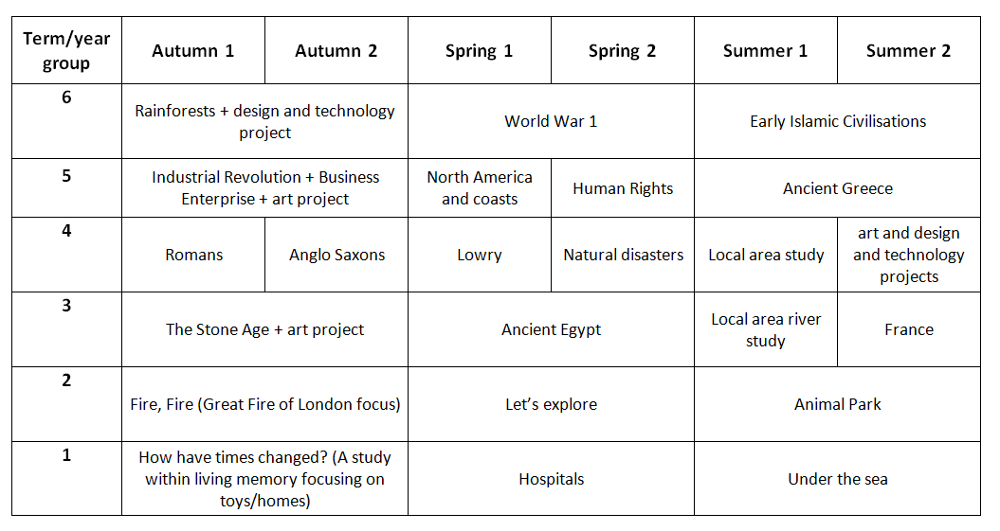 Term/year
group
Autumn 1
Autumn 2
Spring 1
Spring 2
Summer 1
Summer 2
6
Rainforests + design and technology
project
World War 1
Early Islamic Civilisations
5
Industrial Revolution + Business
Enterprise + art project
North America
and coasts
Human Rights
Ancient Greece
4
Romans
Anglo Saxons
Lowry
Natural disasters
Local area study
art and design
and technology
projects
3
The Stone Age + art project
Ancient Egypt
Local area river
study
France
2
Fire, Fire (Great Fire of London focus)
Let’s explore
Animal Park
1
How have times changed? (A study
within living memory focusing on
toys/homes)
Hospitals
Under the sea